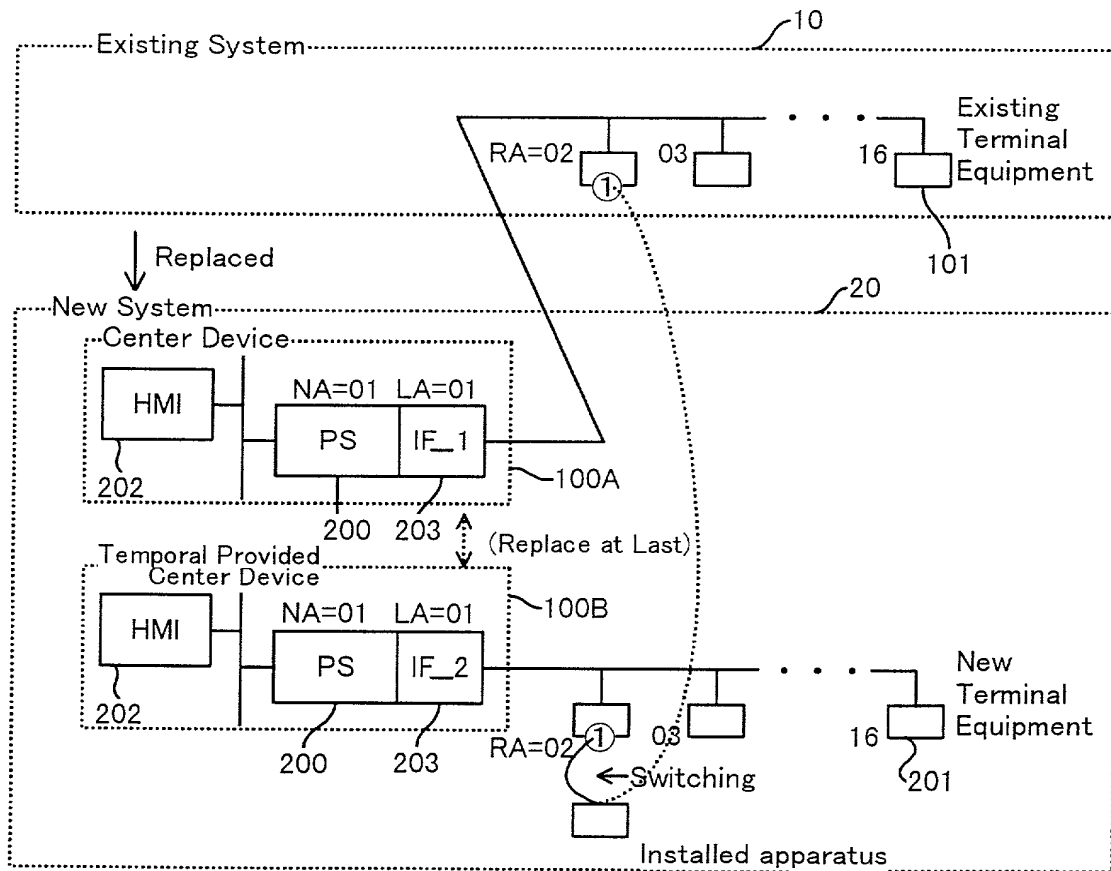 10
Existing System
RA=02
03
16
Existing
Terminal
Equipment
1
101
Replaced
20
New System
Center Device
NA=01 LA=01
HMI
PS
IF_1
202
200
203
100A
(Replace at Last)
Temporal Provided
Center Device
100B
NA=01 LA=01
HMI
PS
IF_2
202
200
203
New
Terminal
Equipment
RA=02
1
03
16
201
Switching
Installed apparatus